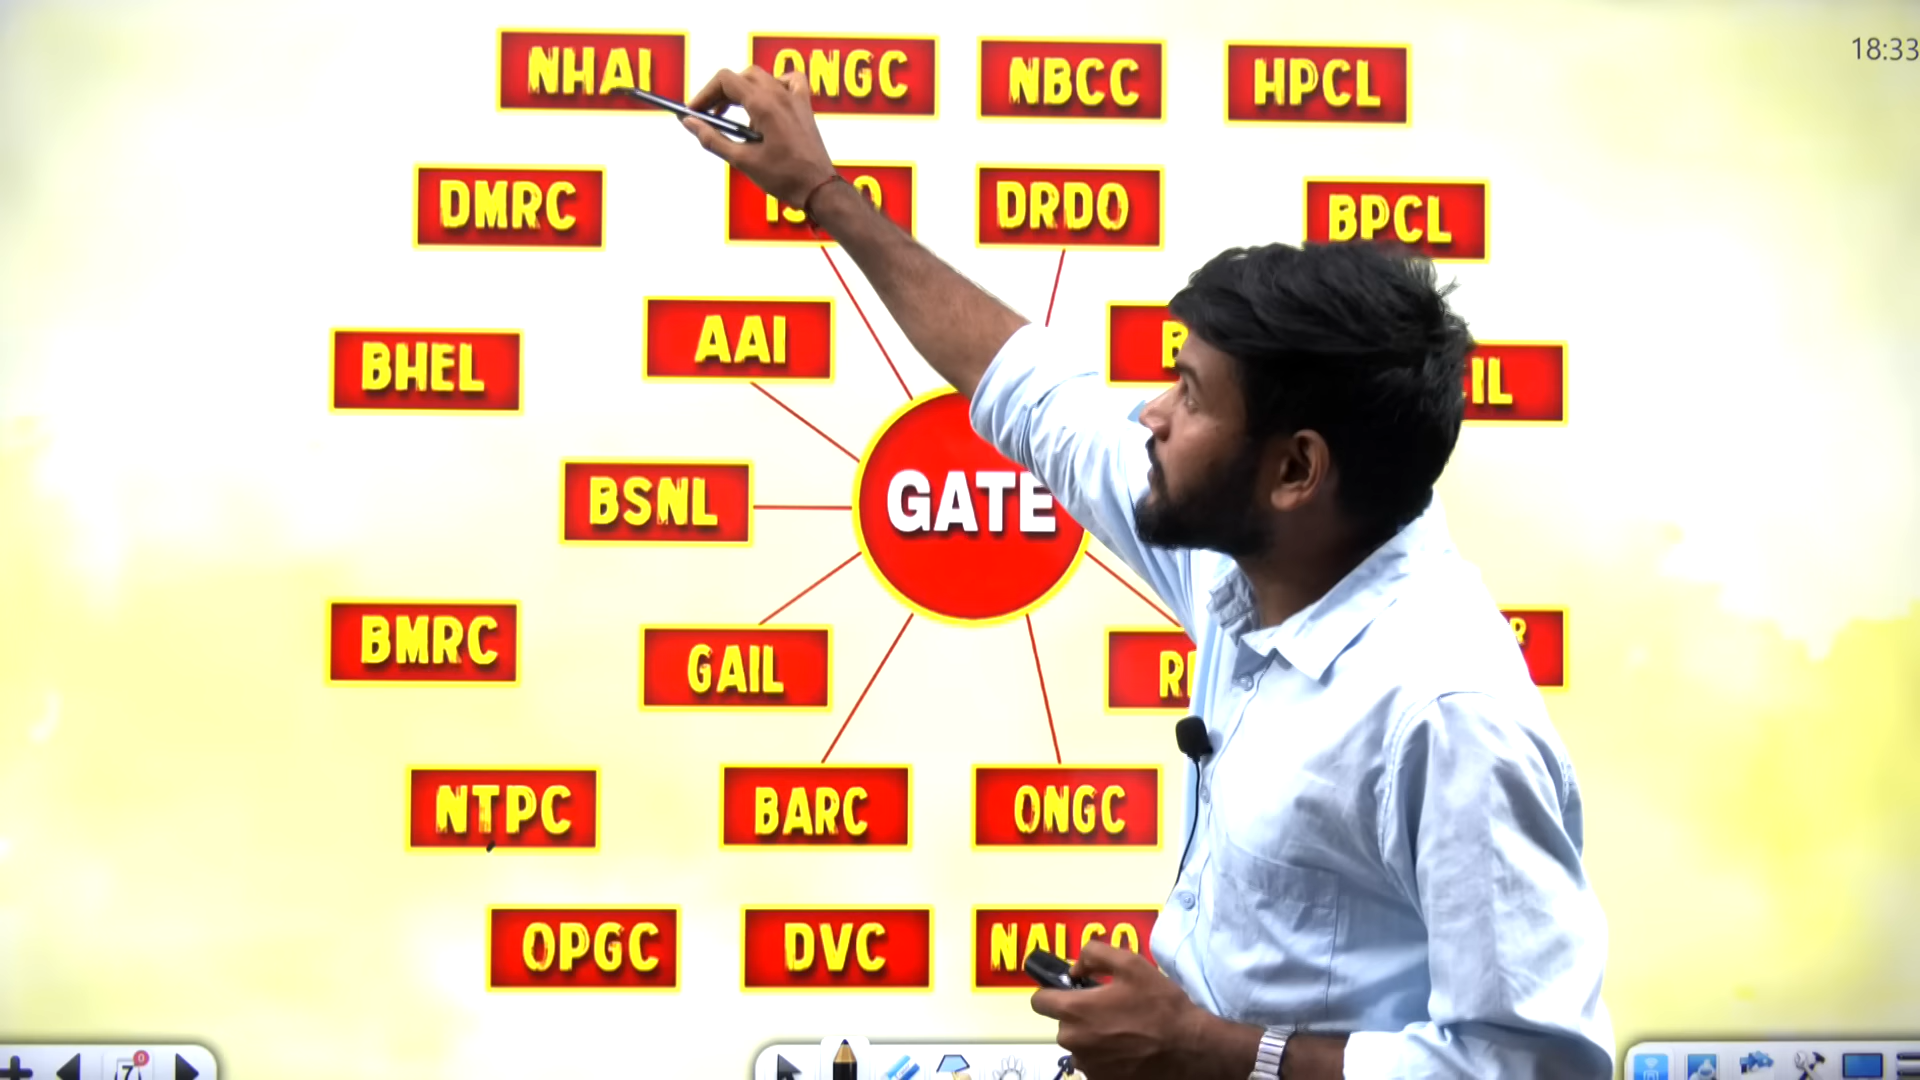 NHAI ONGC NBCC HPCL
18:33
DMRC DRDO BPCL
AAI
BHEL
BSNL GATE
BMRC GAIL
NTPC BARC ONGC
OPGC DVC NALCO